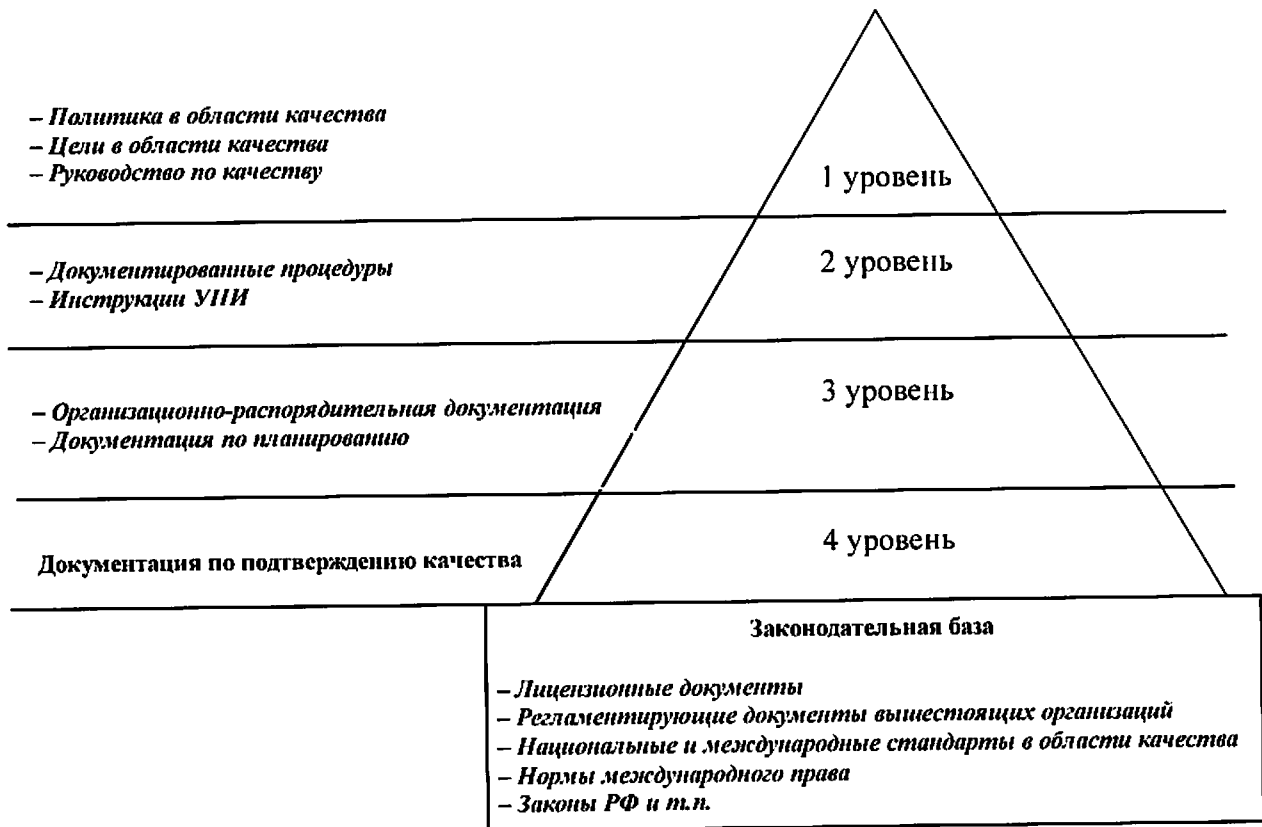 – Политика в области качества
– Цели в области качества
– Руководство по качеству
1 уровень
– Документированные процедуры
– Инструкции УНИ
2 уровень
– Организационно-распорядительная документация
– Документация по планированию
3 уровень
Документация по подтверждению качества
4 уровень
Законодательная база
– Лицензионные документы
– Регламентирующие документы вышестоящих организаций
– Национальные и международные стандарты в области качества
– Нормы международного права
– Законы РФ и т.п.